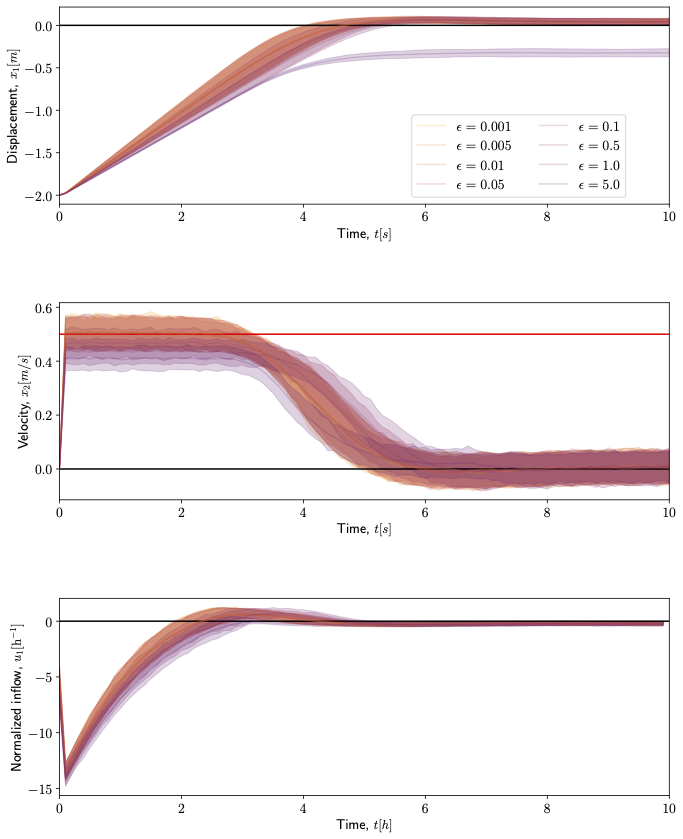 0.0
−0.5
−1.0
−1.5
−2.0
Displacement, x₁[m]
ϵ = 0.001
ϵ = 0.005
ϵ = 0.01
ϵ = 0.05
ϵ = 0.1
ϵ = 0.5
ϵ = 1.0
ϵ = 5.0
0 2 4 6 8 10
Time, t[s]
0.6
0.4
0.2
0.0
Velocity, x₂[m/s]
0 2 4 6 8 10
Time, t[s]
0
−5
−10
−15
Normalized inflow, u₁[h⁻¹]
0 2 4 6 8 10
Time, t[h]